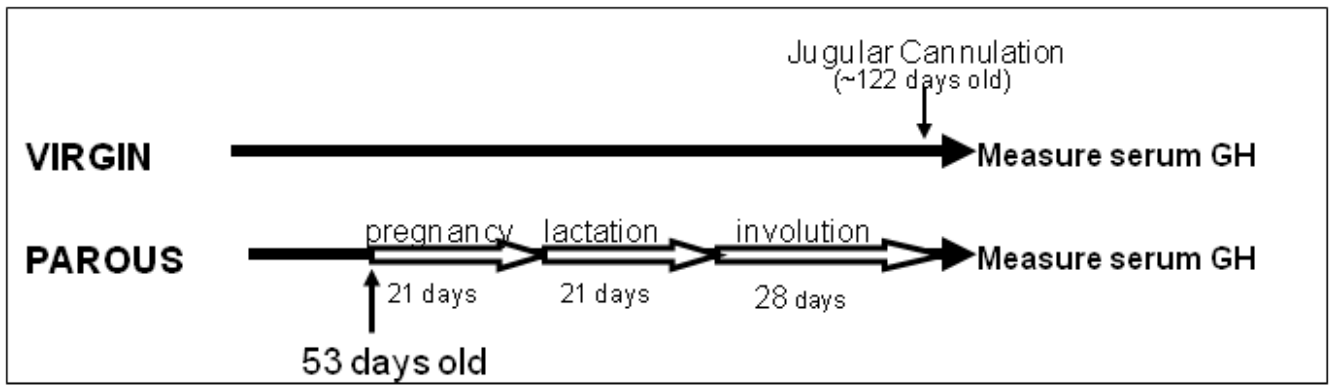 Jugular Cannulation
(~122 days old)
VIRGIN
Measure serum GH
pregnancy lactation involution
PAROUS
Measure serum GH
21 days 21 days 28 days
53 days old